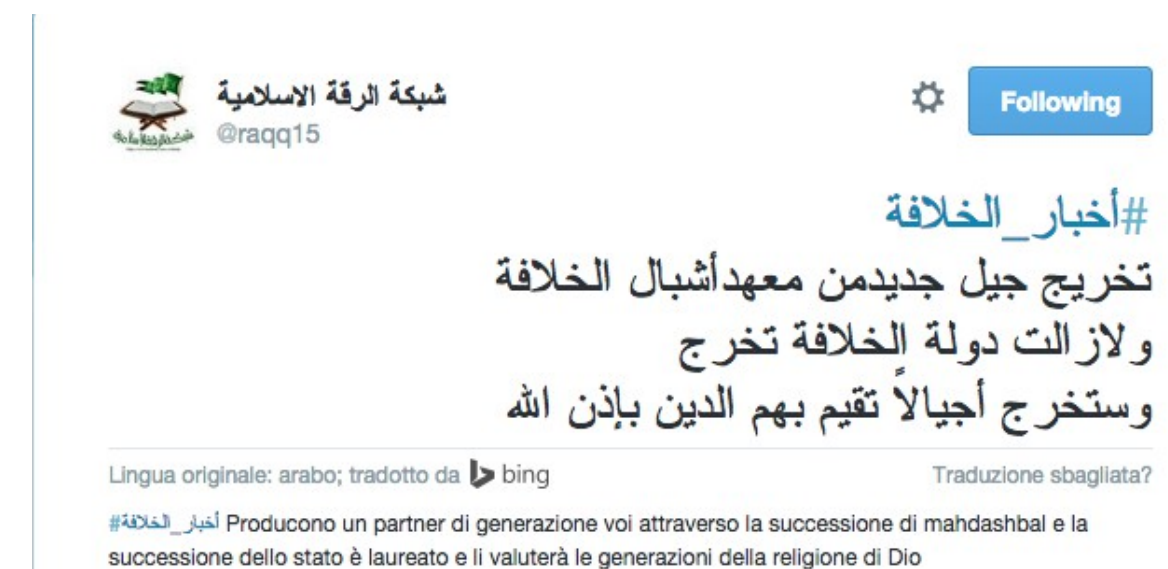 شبكة الرقة الاسلامية
@raqq15
Following
#أخبار_الخلافة
تخريج جيل جديدمن معهدأشبال الخلافة
ولازالت دولة الخلافة تخرج
وستخرج أجيالاً تقيم بهم الدين بإذن الله
Lingua originale: arabo; tradotto da bing
Traduzione sbagliata?
#أخبار_الخلافة Producono un partner di generazione voi attraverso la successione di mahdashbal e la
successione dello stato è laureato e li valuterà le generazioni della religione di Dio